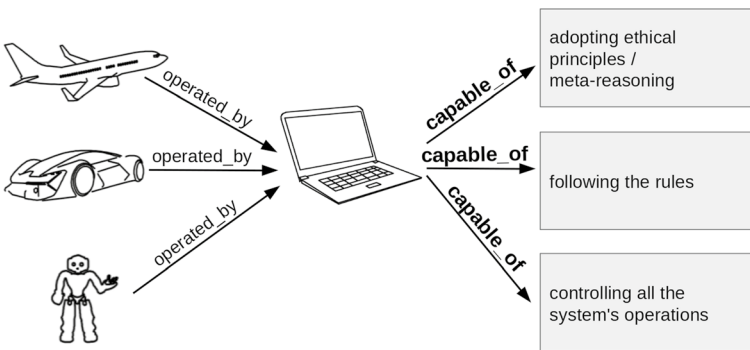 operated_by
operated_by
operated_by
capable_of
capable_of
capable_of
adopting ethical
principles /
meta-reasoning
following the rules
controlling all the
system's operations